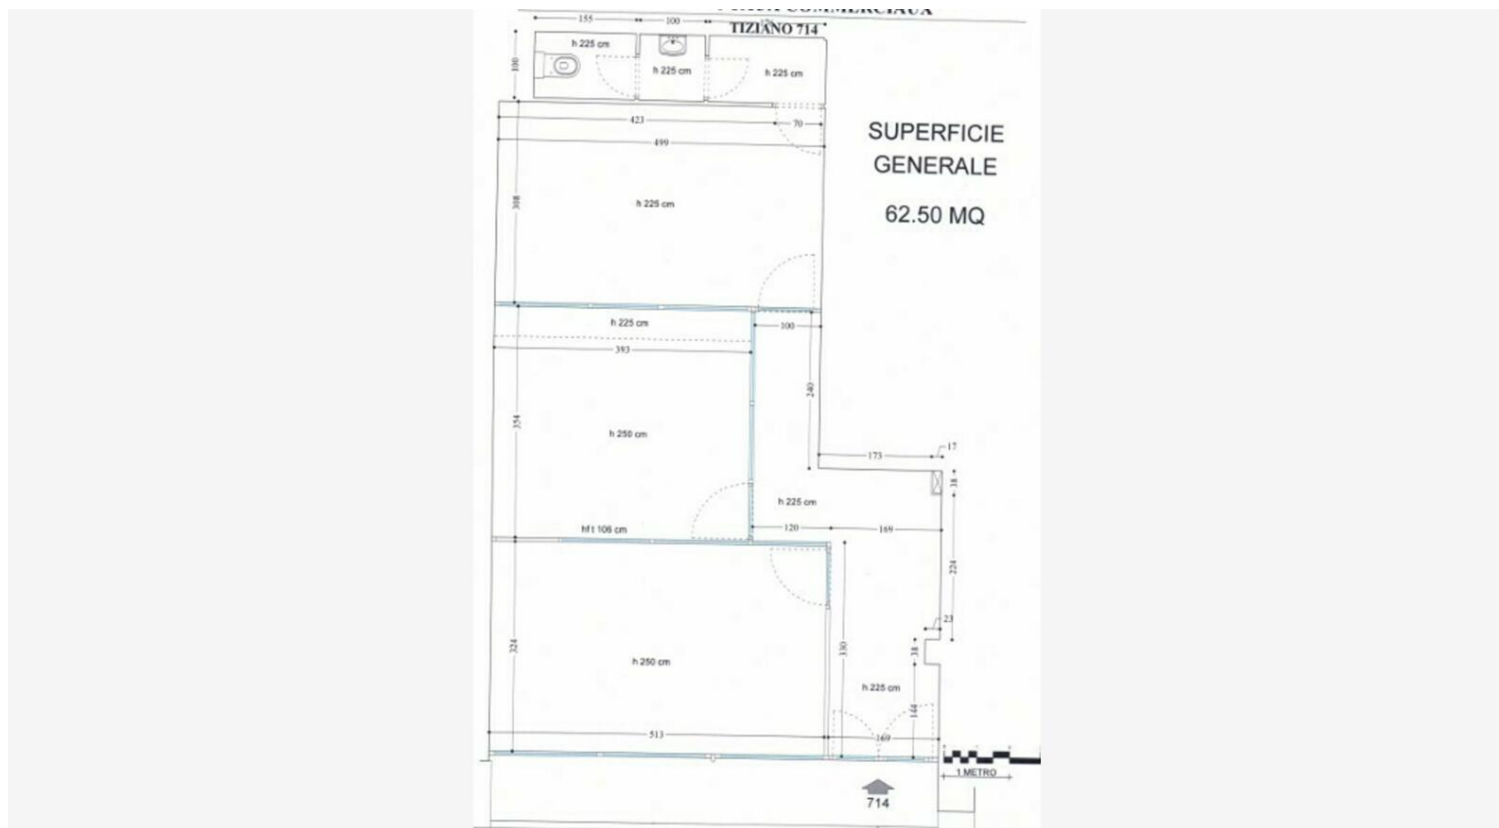 TIZIANO 714
155
100
h 225 cm
h 225 cm
h 225 cm
100
423
70
499
SUPERFICIE
GENERALE
62.50 MQ
308
h 225 cm
h 225 cm
100
393
240
354
h 250 cm
173
17
38
h 225 cm
hf t 106 cm
120
169
224
23
324
330
38
h 250 cm
h 225 cm
144
513
169
1 METRO
714